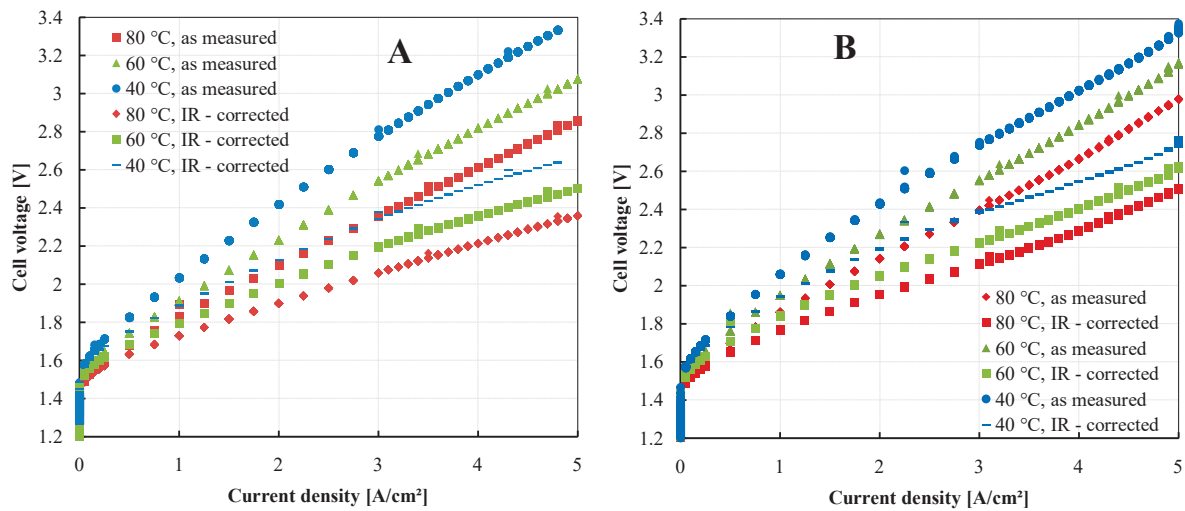 A
3.4
3.2
3
2.8
2.6
2.4
2.2
2
1.8
1.6
1.4
1.2
Cell voltage [V]
80 °C, as measured
60 °C, as measured
40 °C, as measured
80 °C, IR - corrected
60 °C, IR - corrected
40 °C, IR - corrected
0 1 2 3 4 5
Current density [A/cm²]
B
3.4
3.2
3
2.8
2.6
2.4
2.2
2
1.8
1.6
1.4
1.2
Cell voltage [V]
80 °C, as measured
80 °C, IR - corrected
60 °C, as measured
60 °C, IR - corrected
40 °C, as measured
40 °C, IR - corrected
0 1 2 3 4 5
Current density [A/cm²]